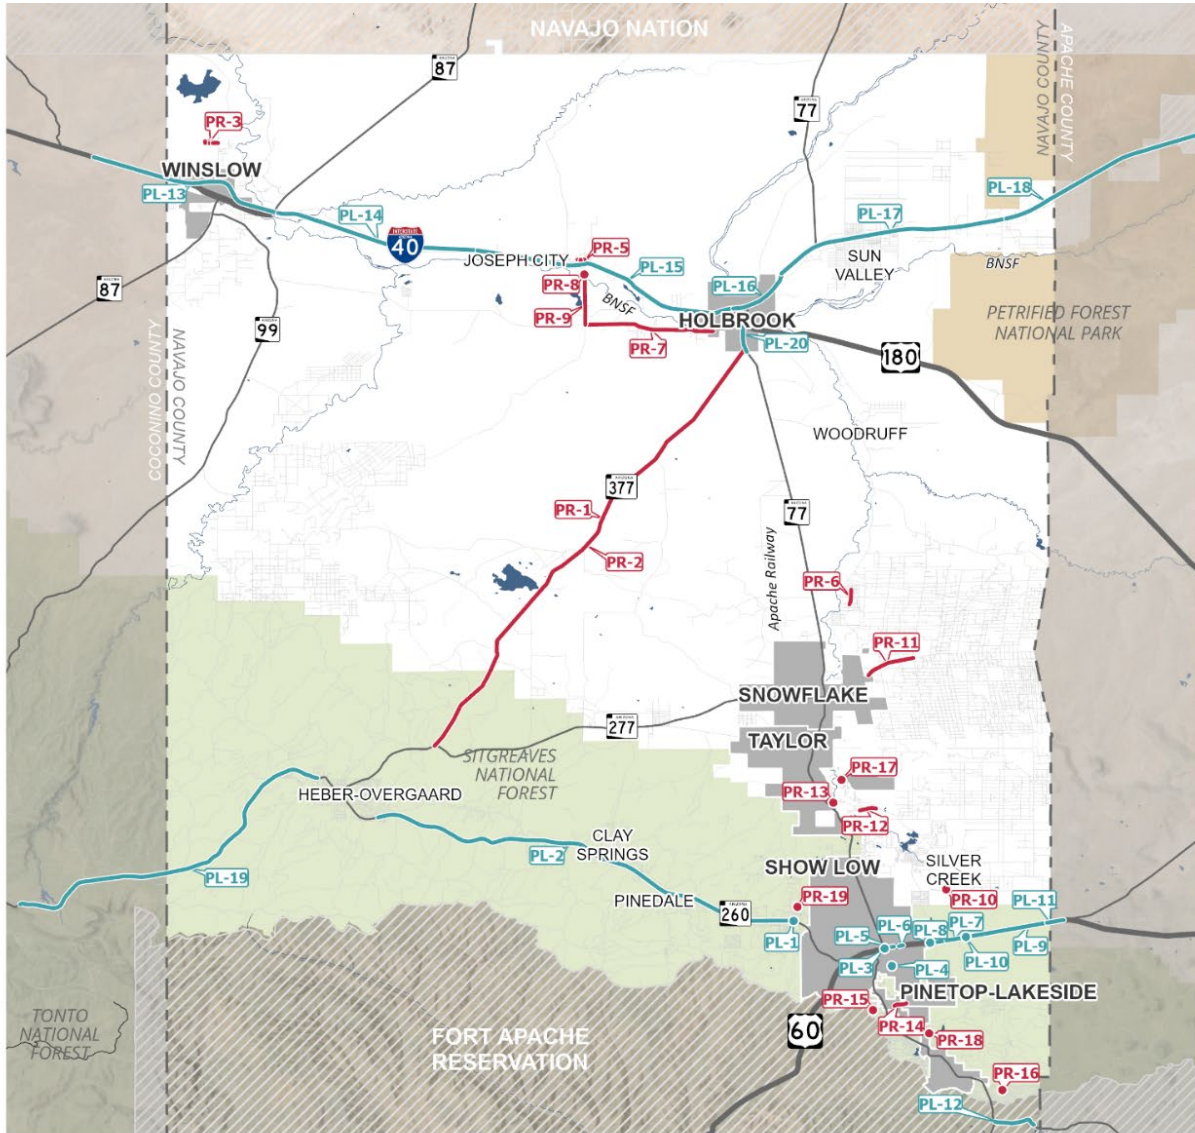 NAVAJO NATION
87
77
NAVAJO COUNTY
APACHE COUNTY
PR-3
WINSLOW
PL-13
PL-14
INTERSTATE
40
JOSEPH CITY
PR-5
PL-15
PL-16
PL-17
PL-18
SUN
VALLEY
BNSF
PR-8
PR-9
BNSF
PR-7
HOLBROOK
PL-20
PETRIFIED FOREST
NATIONAL PARK
87
99
180
COCONINO COUNTY
NAVAJO COUNTY
WOODRUFF
377
PR-1
PR-2
77
Apache Railway
PR-6
PR-11
SNOWFLAKE
277
TAYLOR
SITGREAVES
NATIONAL
FOREST
PR-17
PR-13
PR-12
HEBER-OVERGAARD
CLAY
SPRINGS
PL-2
PL-19
SHOW LOW
SILVER
CREEK
PINEDALE
260
PR-19
PR-10
PL-1
PL-5
PL-6
PL-7
PL-8
PL-11
PL-3
PL-4
PL-10
PL-9
PINETOP-LAKESIDE
PR-15
PR-14
PR-18
60
TONTO
NATIONAL
FOREST
FORT APACHE
RESERVATION
PR-16
PL-12